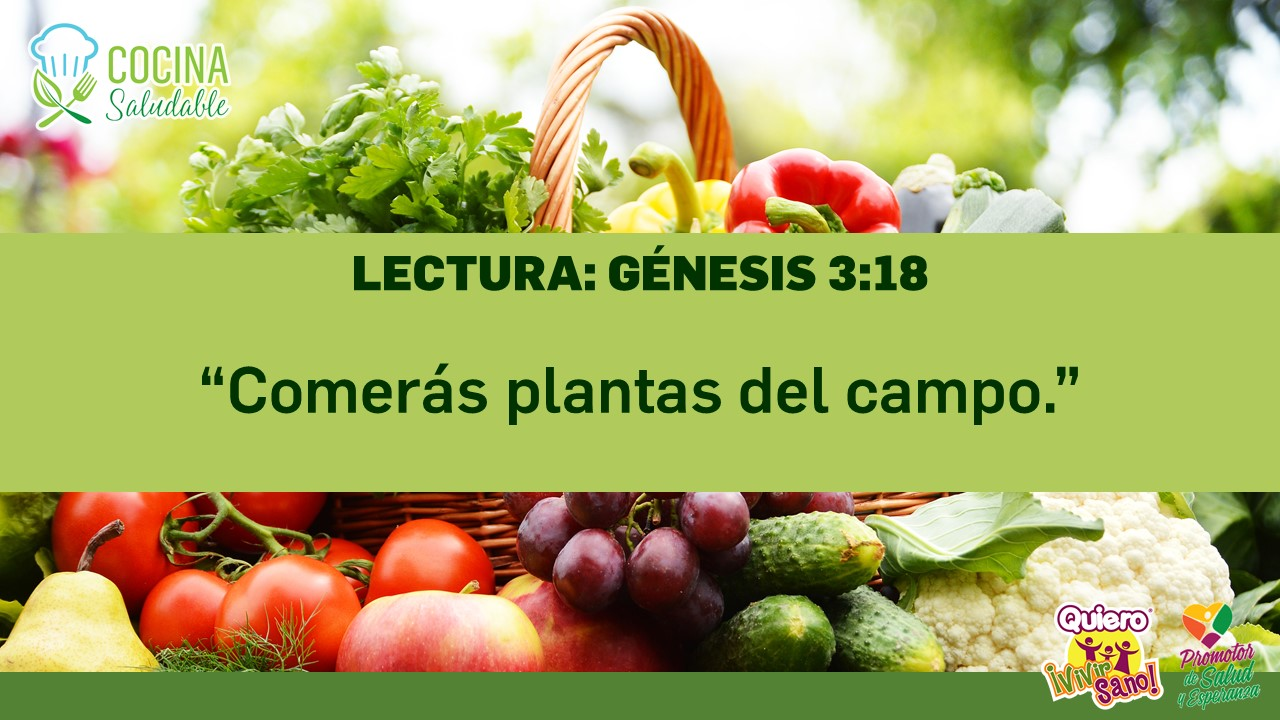 COCINA
Saludable
LECTURA: GÉNESIS 3:18
“Comerás plantas del campo.”
Quiero
¡Vivir
Sano!
Promotor
de Salud
y Esperanza